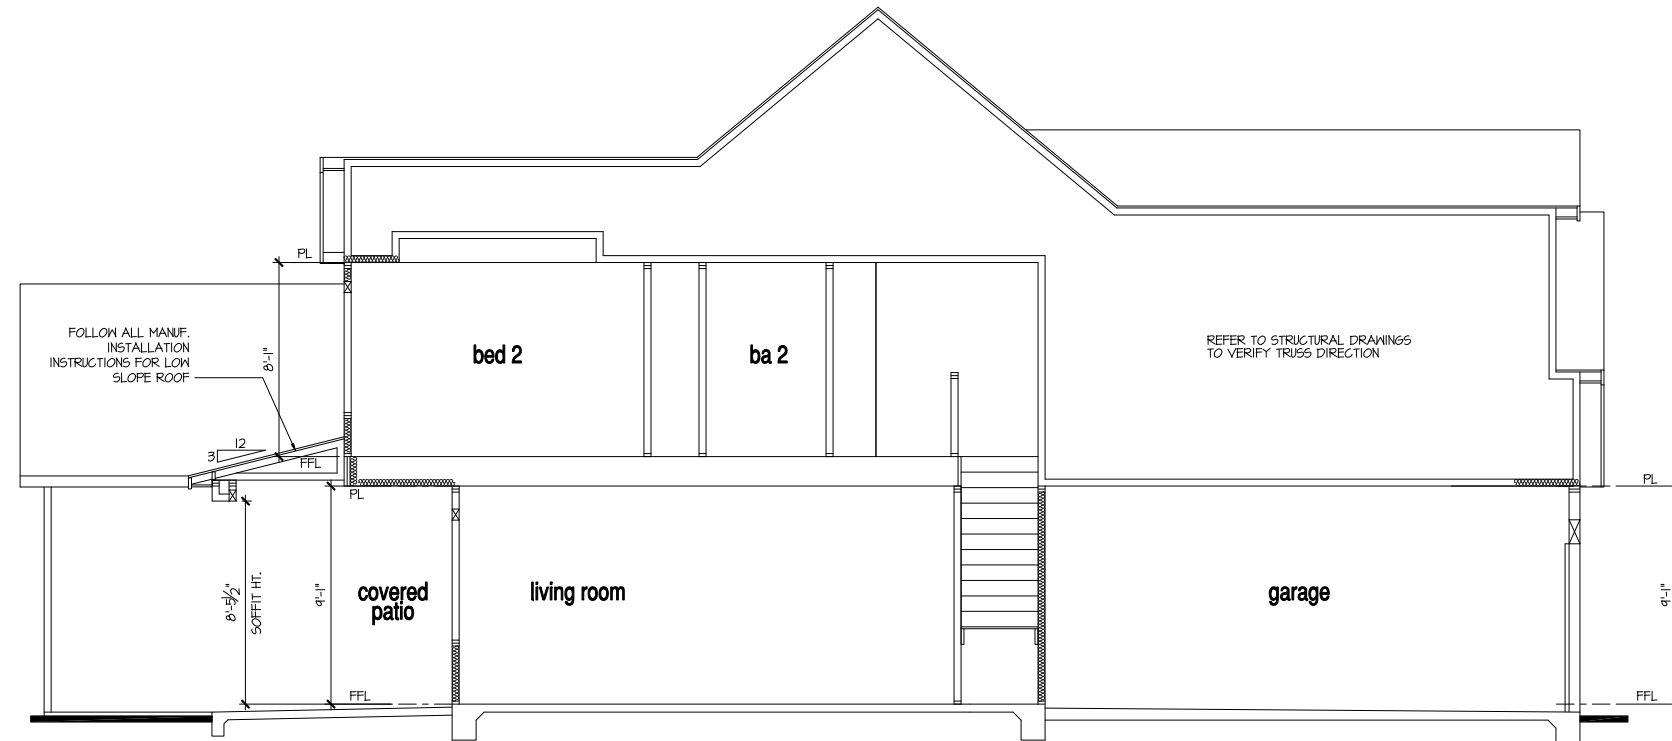 PL
FOLLOW ALL MANUF.
INSTALLATION
INSTRUCTIONS FOR LOW
SLOPE ROOF
8'-1"
bed 2
ba 2
REFER TO STRUCTURAL DRAWINGS
TO VERIFY TRUSS DIRECTION
12
3
FFL
PL
PL
8'-5½"
SOFFIT HT.
9'-1"
covered
patio
living room
garage
9'-1"
FFL
FFL